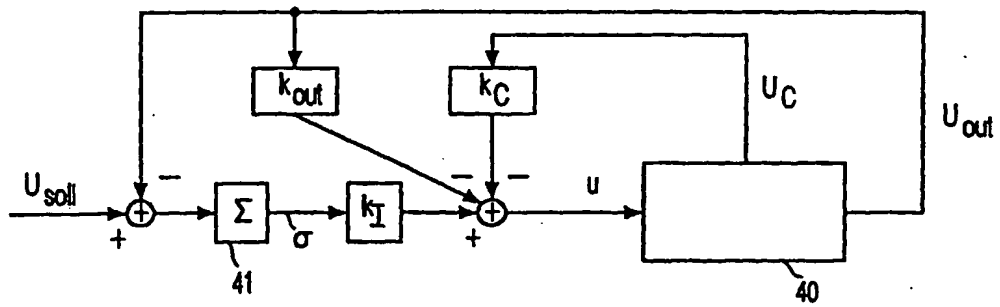 k_out
k_C
U_C
U_out
U_soll
−
−
−
+
Σ
σ
k_I
+
u
41
40